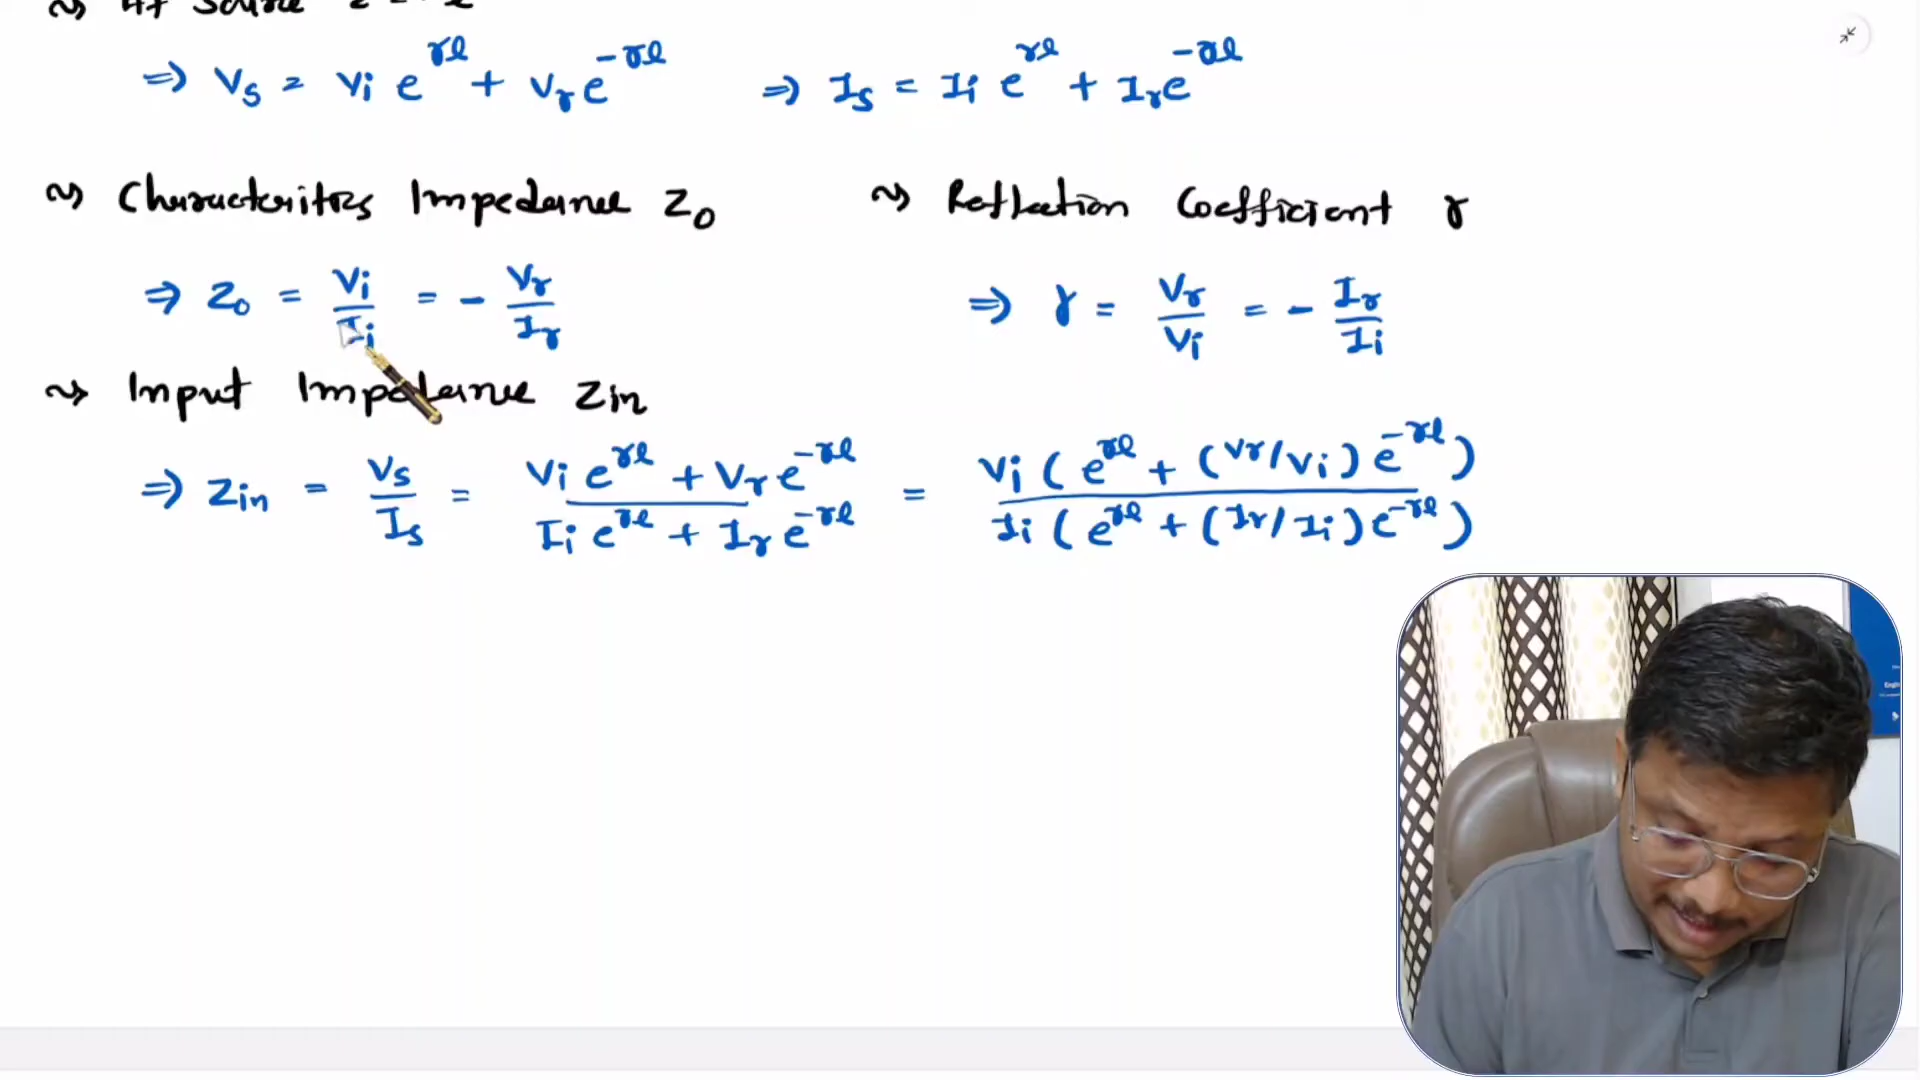 ⇒ Vs = Vi e^γl + Vr e^-γl ⇒ Is = Ii e^γl + Ir e^-γl
~> Characteritcs Impedance Z0 ~> Reflection Coefficient γ
⇒ Z0 = Vi/Ii = - Vr/Ir ⇒ γ = Vr/Vi = - Ir/Ii
~> Input Impedance Zin
⇒ Zin = Vs/Is = (Vi e^γl + Vr e^-γl)/(Ii e^γl + Ir e^-γl) = Vi ( e^γl + (Vr/Vi) e^-γl )/Ii ( e^γl + (Ir/Ii) e^-γl )